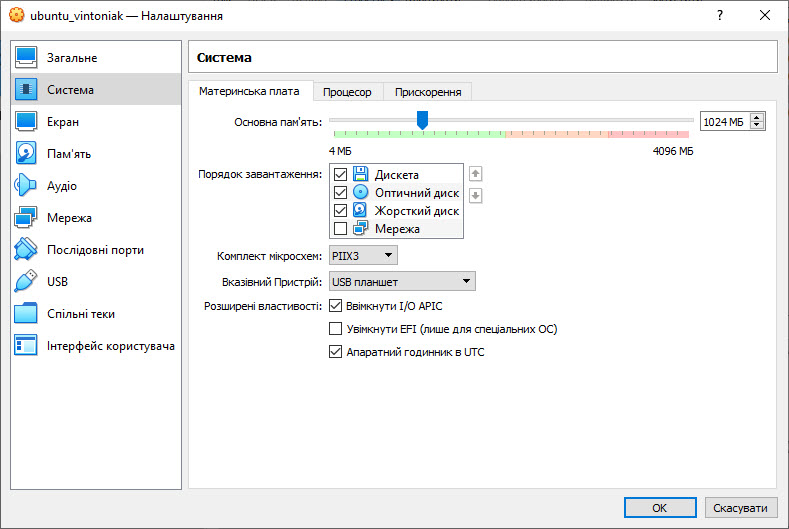 ubuntu_vintoniak — Налаштування
?
Загальне
Система
Екран
Пам'ять
Аудіо
Мережа
Послідовні порти
USB
Спільні теки
Інтерфейс користувача
Система
Материнська плата Процесор Прискорення
Основна пам'ять: 1024 МБ
4 МБ 4096 МБ
Порядок завантаження: Дискета
Оптичний диск
Жорсткий диск
Мережа
Комплект мікросхем: PIIX3
Вказівний Пристрій: USB планшет
Розширені властивості: Ввімкнути I/O APIC
Увімкнути EFI (лише для спеціальних ОС)
Апаратний годинник в UTC
OK Скасувати